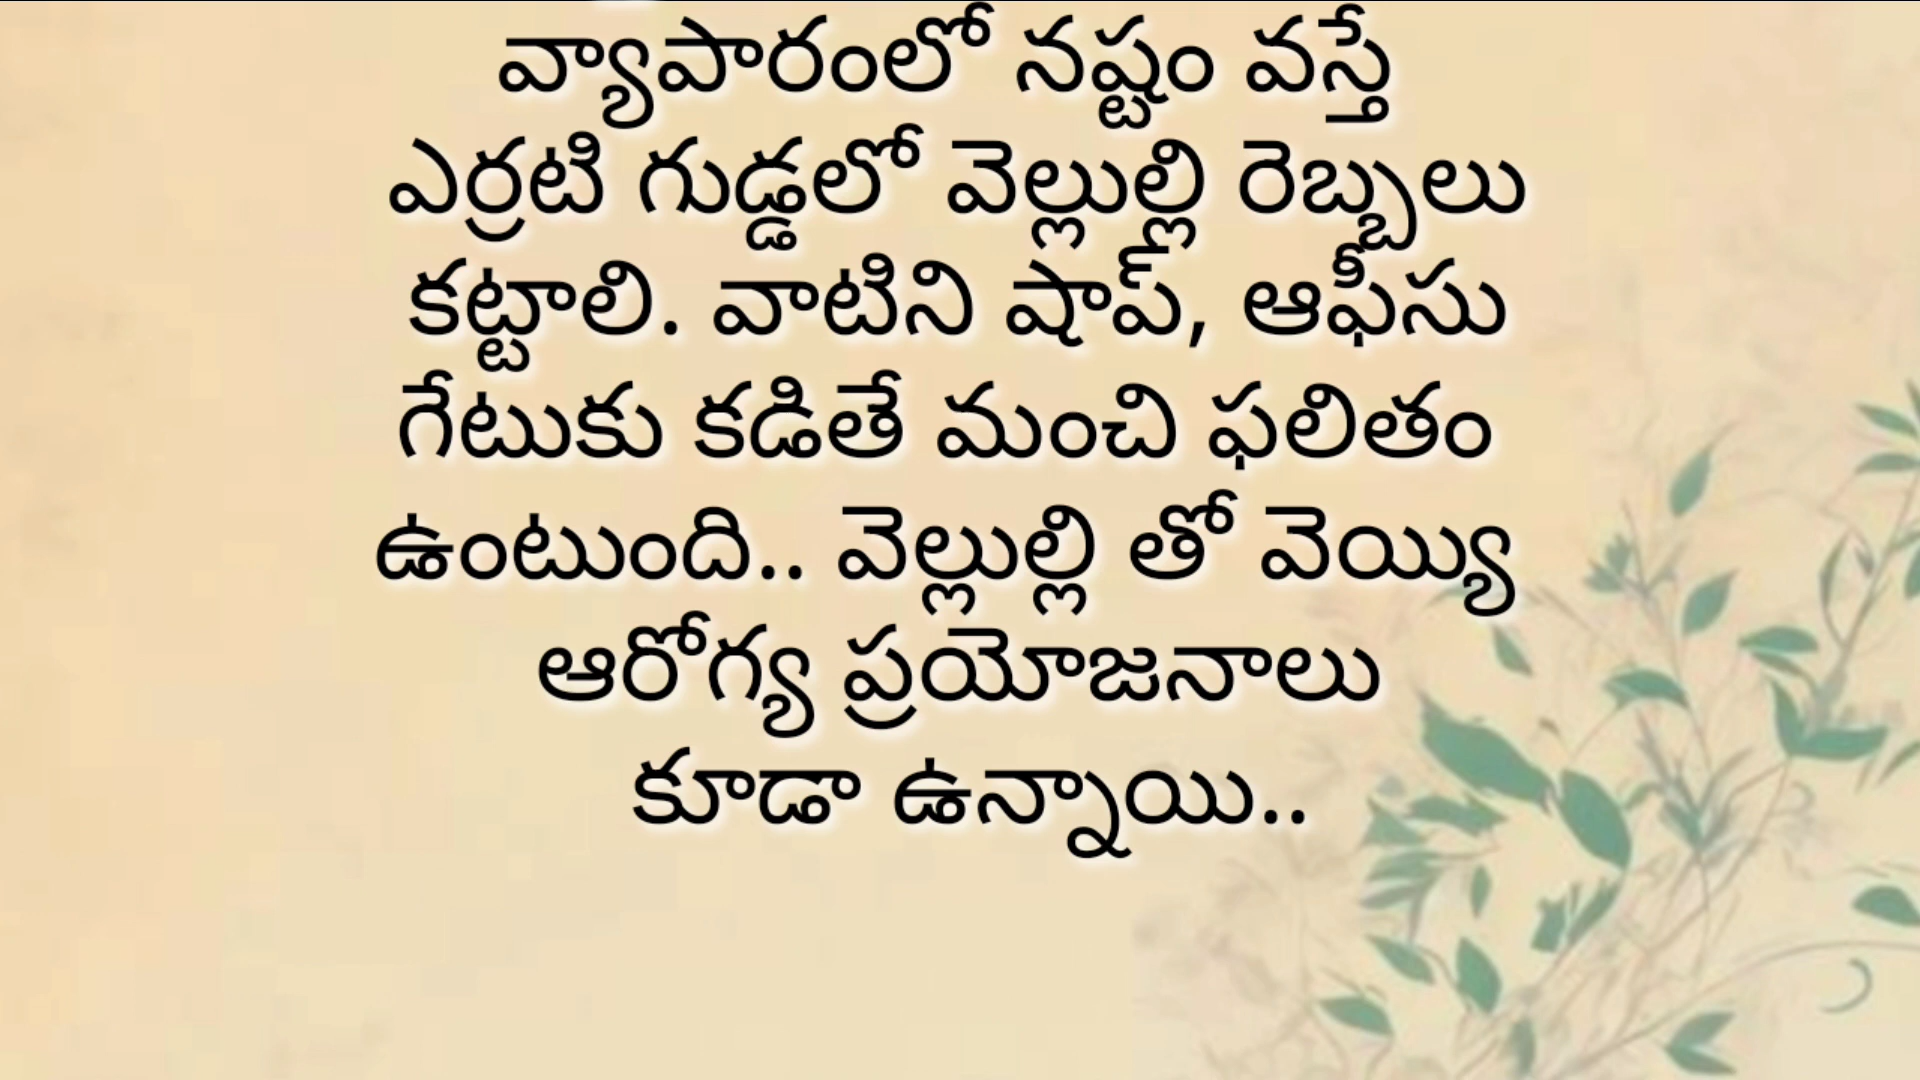 వ్యాపారంలో నష్టం వస్తే
ఎర్రటి గుడ్డలో వెల్లుల్లి రెబ్బలు
కట్టాలి. వాటిని షాప్, ఆఫీసు
గేటుకు కడితే మంచి ఫలితం
ఉంటుంది.. వెల్లుల్లి తో వెయ్యి
ఆరోగ్య ప్రయోజనాలు
కూడా ఉన్నాయి..